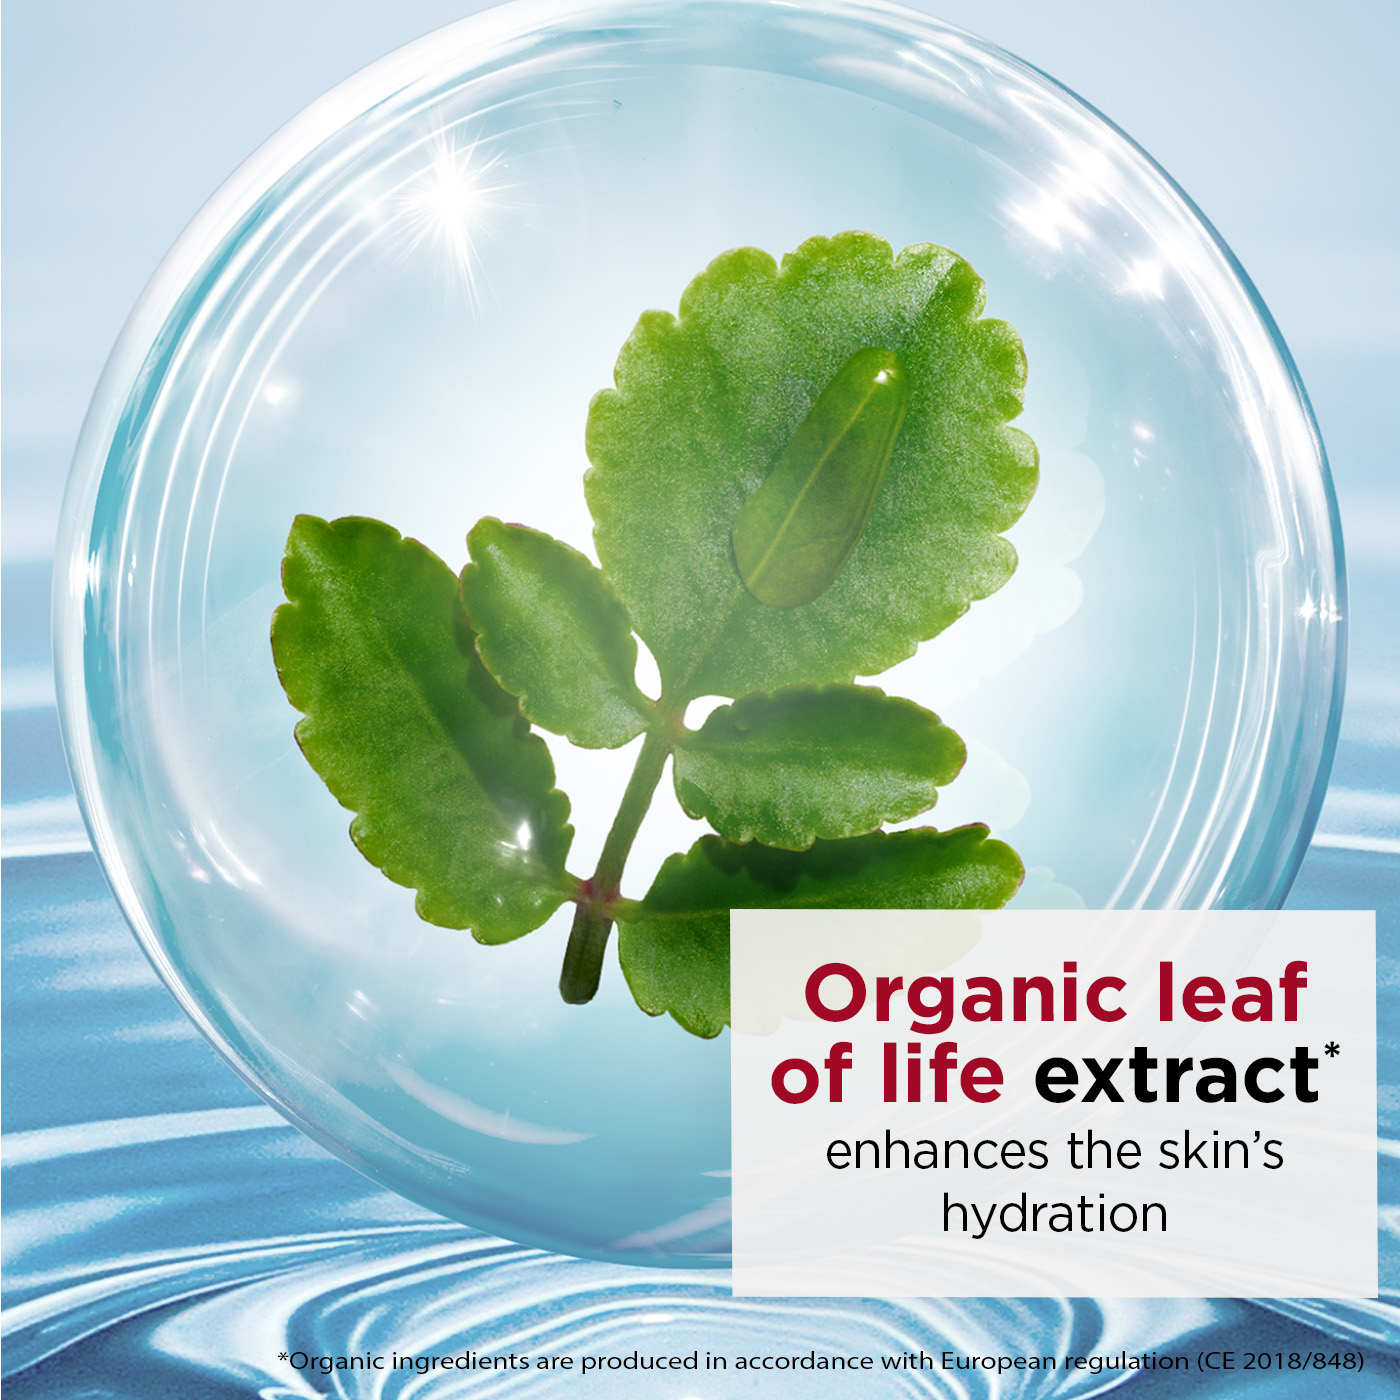 Organic leaf
of life extract*
enhances the skin’s
hydration
*Organic ingredients are produced in accordance with European regulation (CE 2018/848)